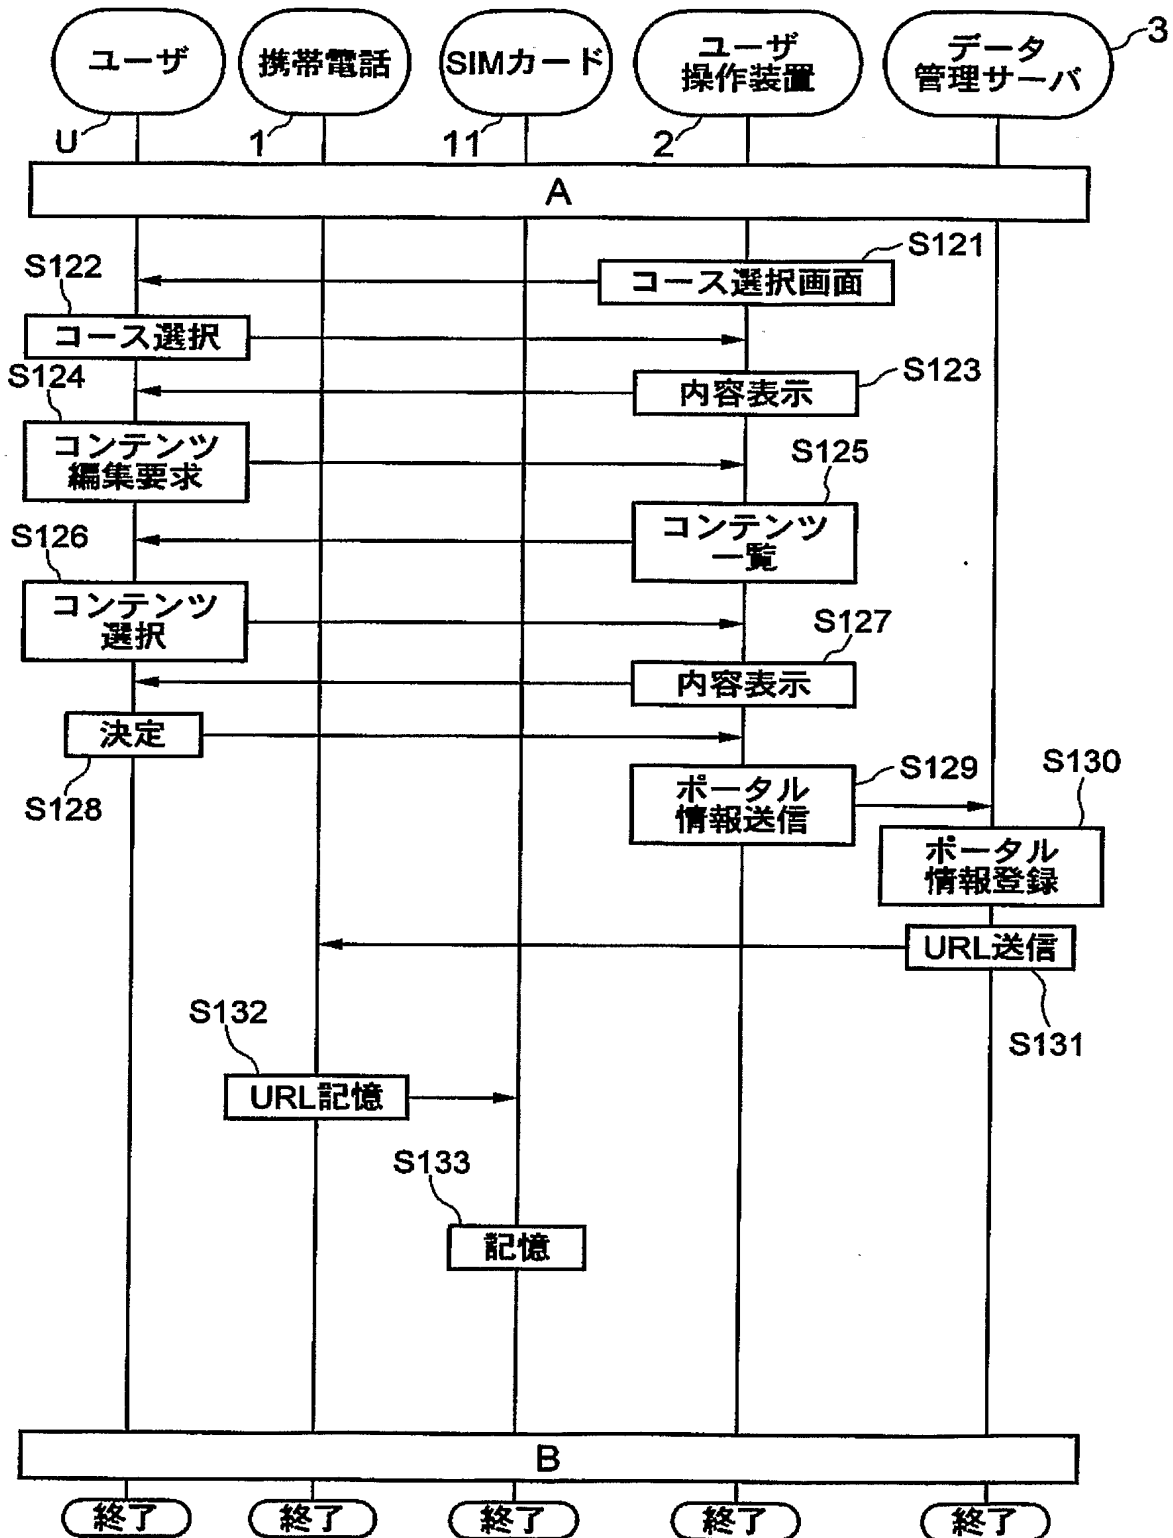 ユーザ
携帯電話
SIMカード
ユーザ
操作装置
データ
管理サーバ
3
U
1
11
2
A
S121
コース選択画面
S122
コース選択
S123
内容表示
S124
コンテンツ
編集要求
S125
コンテンツ
一覧
S126
コンテンツ
選択
S127
内容表示
決定
S128
S129
ポータル
情報送信
S130
ポータル
情報登録
URL送信
S131
S132
URL記憶
S133
記憶
B
終了
終了
終了
終了
終了